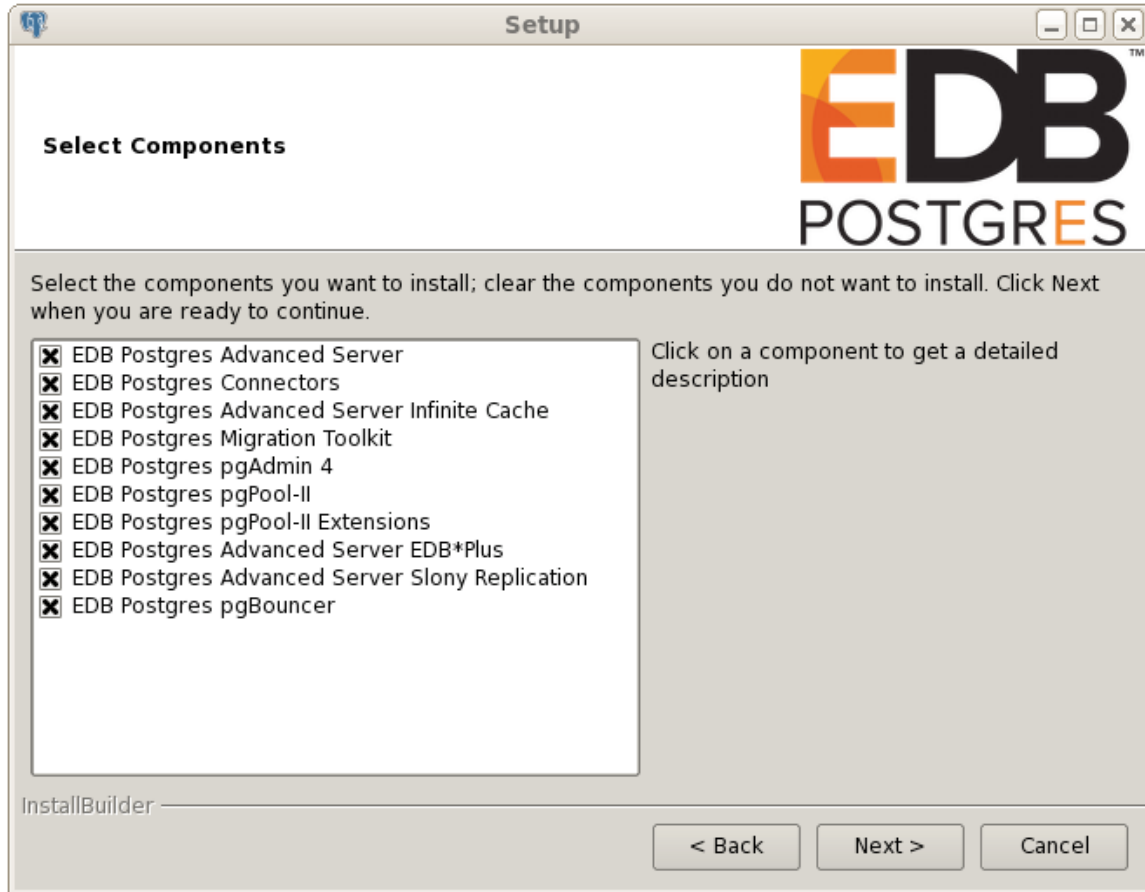 Setup
EDB™
POSTGRES
Select Components
Select the components you want to install; clear the components you do not want to install. Click Next
when you are ready to continue.
EDB Postgres Advanced Server
EDB Postgres Connectors
EDB Postgres Advanced Server Infinite Cache
EDB Postgres Migration Toolkit
EDB Postgres pgAdmin 4
EDB Postgres pgPool-II
EDB Postgres pgPool-II Extensions
EDB Postgres Advanced Server EDB*Plus
EDB Postgres Advanced Server Slony Replication
EDB Postgres pgBouncer
Click on a component to get a detailed
description
InstallBuilder
< Back
Next >
Cancel